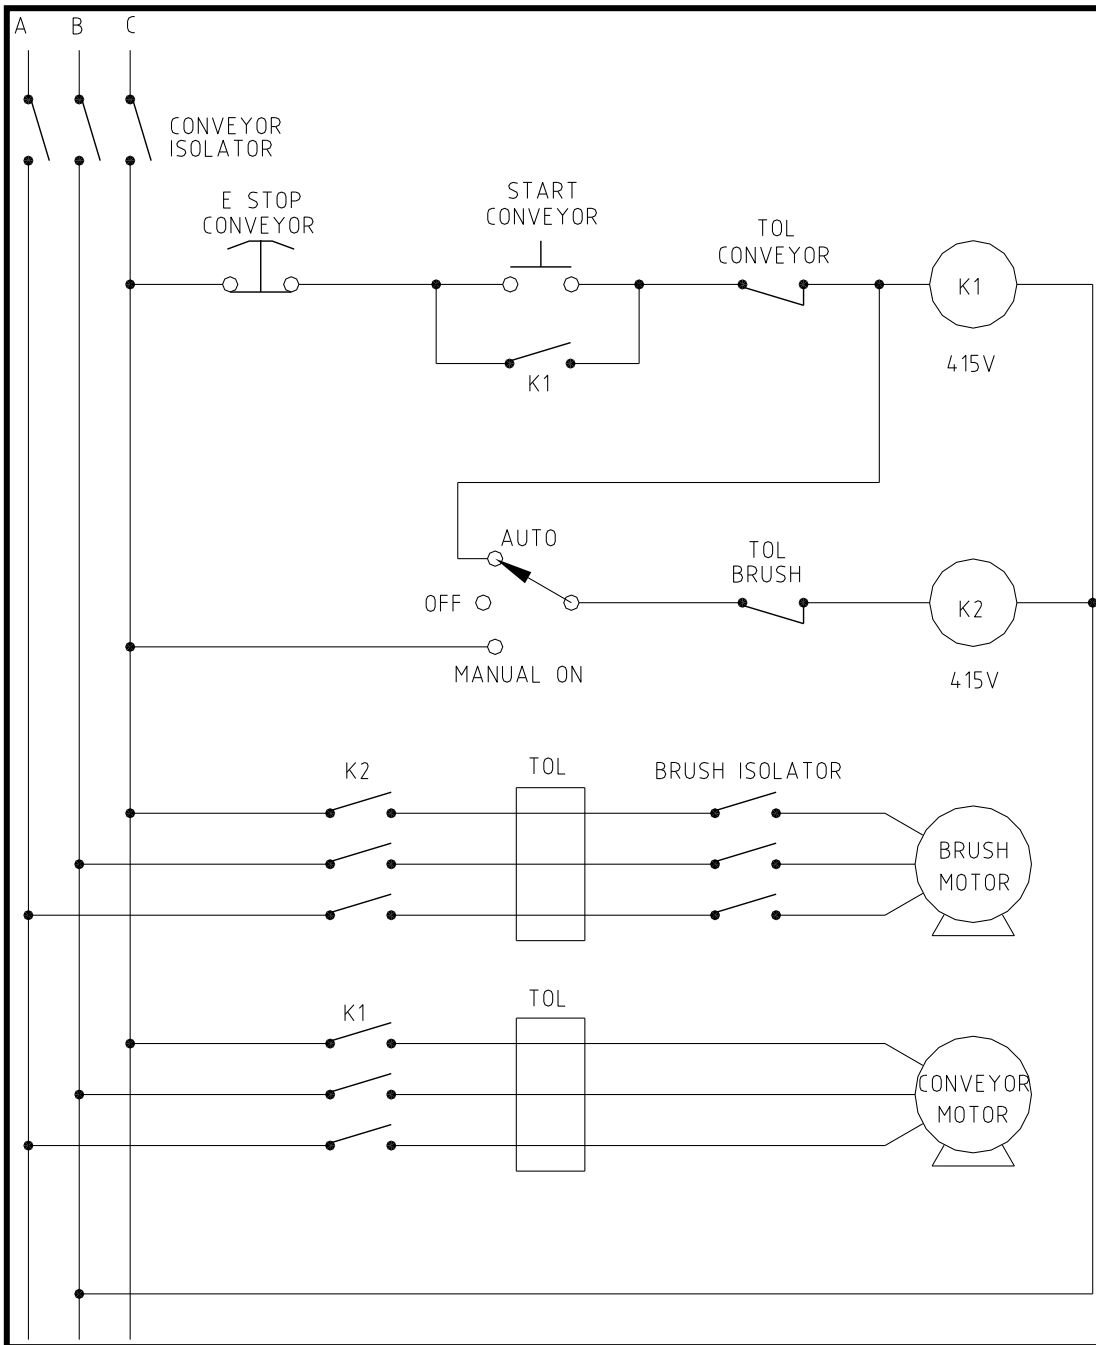 A B C
CONVEYOR
ISOLATOR
E STOP
CONVEYOR
START
CONVEYOR
TOL
CONVEYOR
K1
415V
K1
AUTO
OFF
MANUAL ON
TOL
BRUSH
K2
415V
K2
TOL
BRUSH ISOLATOR
BRUSH
MOTOR
K1
TOL
CONVEYOR
MOTOR